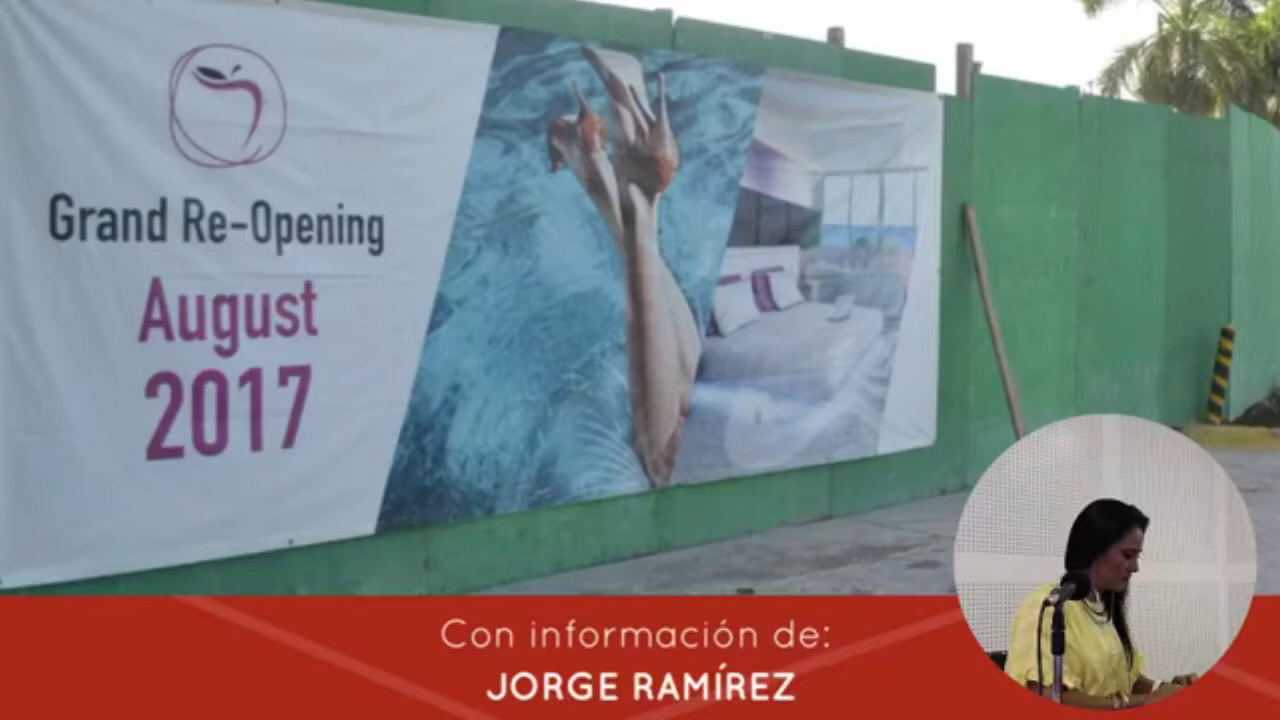 Grand Re-Opening
August
2017
Con información de:
JORGE RAMÍREZ